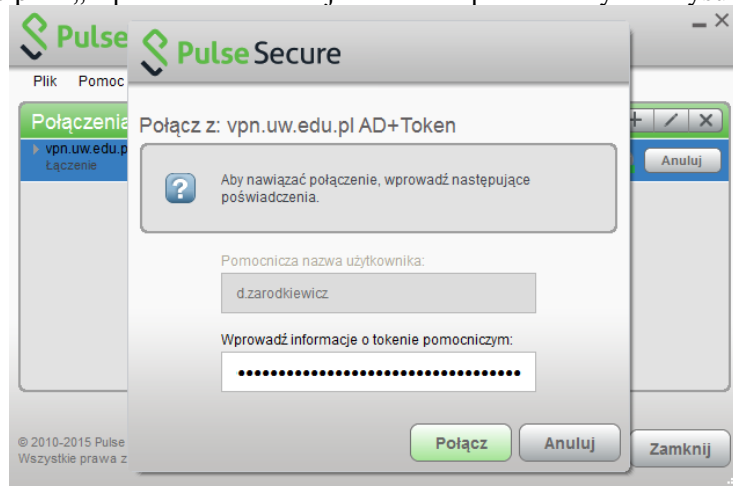 Pulse
Pulse Secure
Plik Pomoc
Połącz z: vpn.uw.edu.pl AD+Token
Połączenia
vpn.uw.edu.p
Łączenie
Anuluj
Aby nawiązać połączenie, wprowadź następujące
poświadczenia.
Pomocnicza nazwa użytkownika:
d.zarodkiewicz
Wprowadź informacje o tokenie pomocniczym:
Połącz
Anuluj
Zamknij
© 2010-2015 Pulse
Wszystkie prawa z